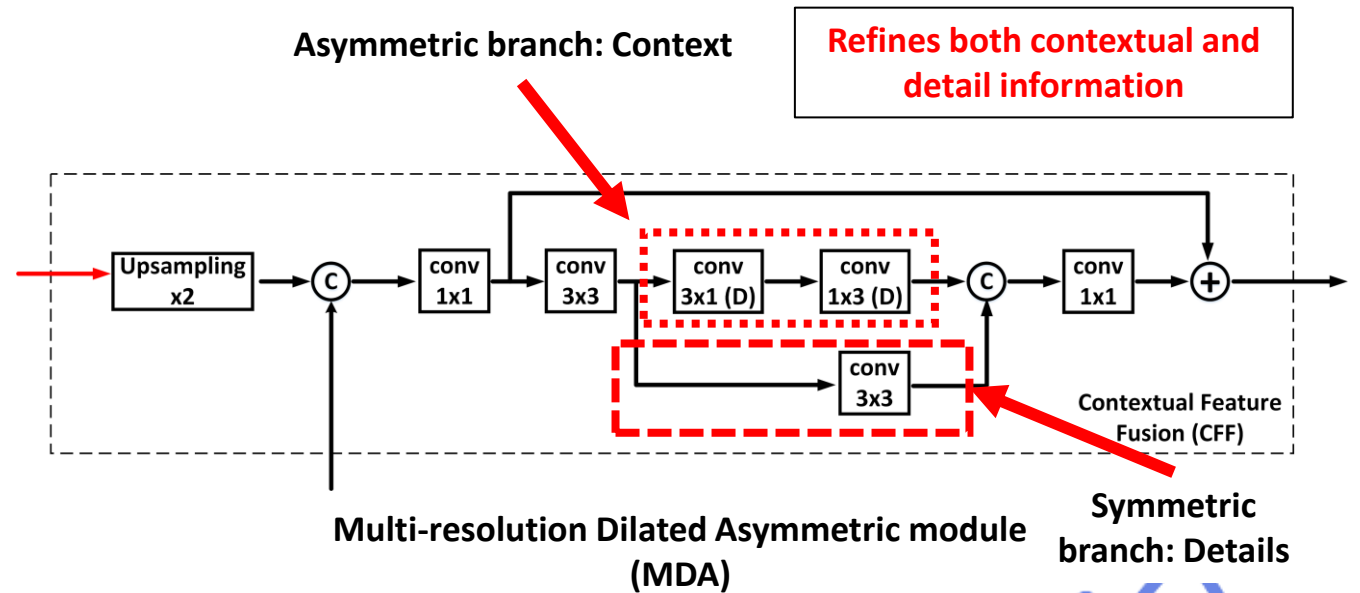 Asymmetric branch: Context
Refines both contextual and
detail information
Upsampling
x2
C
conv
1x1
conv
3x3
conv
3x1 (D)
conv
1x3 (D)
C
conv
1x1
+
conv
3x3
Contextual Feature
Fusion (CFF)
Multi-resolution Dilated Asymmetric module
(MDA)
Symmetric
branch: Details